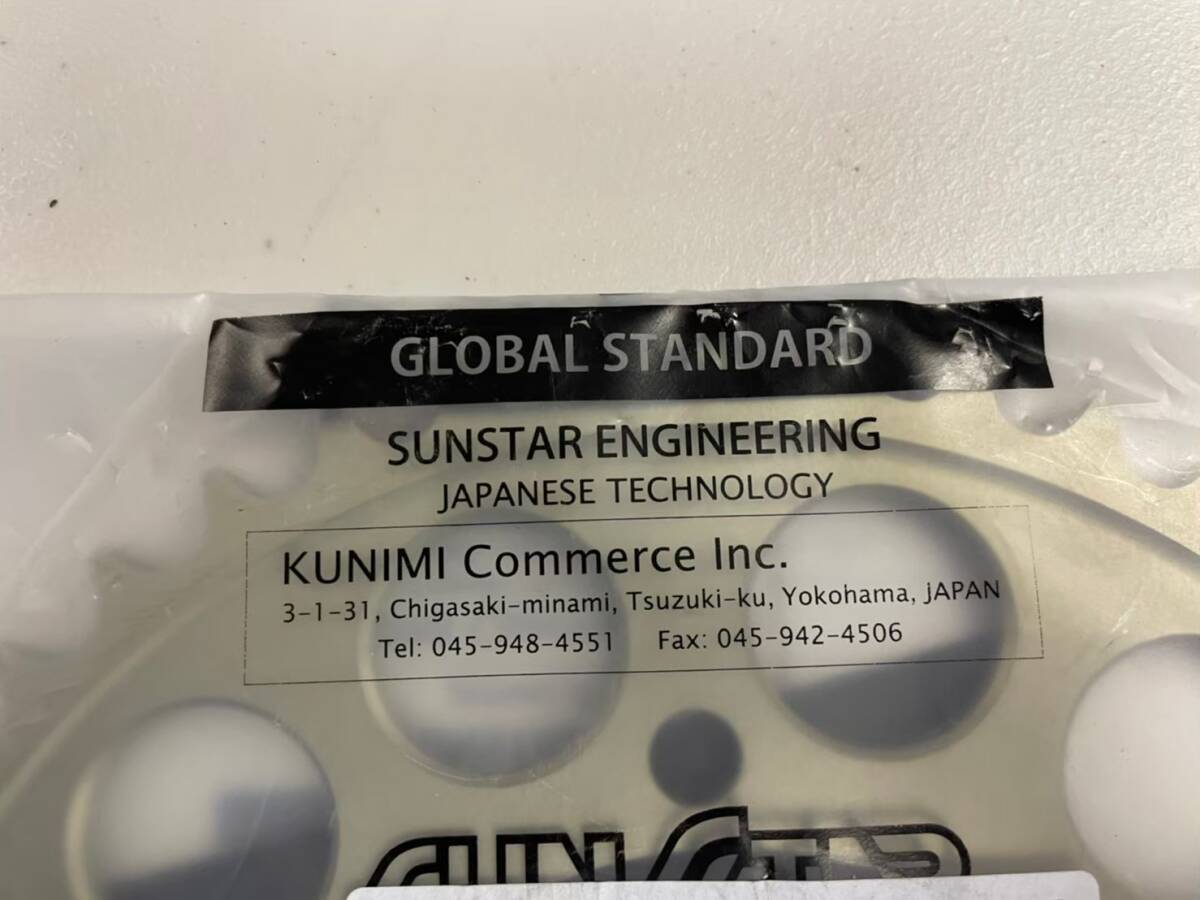 GLOBAL STANDARD
SUNSTAR ENGINEERING
JAPANESE TECHNOLOGY
KUNIMI Commerce Inc.
3-1-31, Chigasaki-minami, Tsuzuki-ku, Yokohama, jAPAN
Tel: 045-948-4551 Fax: 045-942-4506